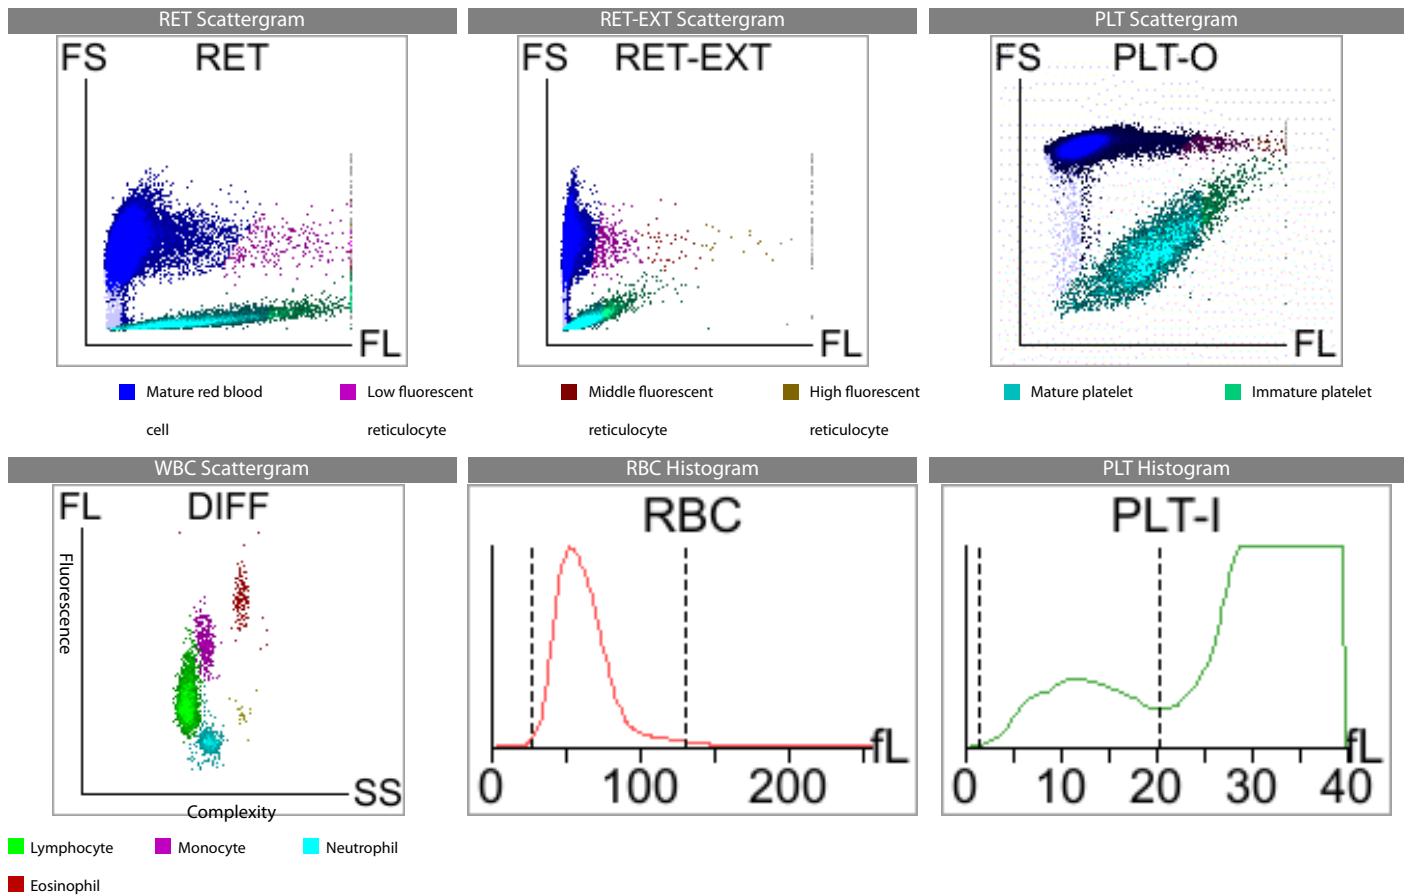 RET Scattergram
RET-EXT Scattergram
PLT Scattergram
FS RET
FL
FS RET-EXT
FL
FS PLT-O
FL
Mature red blood
cell
Low fluorescent
reticulocyte
Middle fluorescent
reticulocyte
High fluorescent
reticulocyte
Mature platelet
Immature platelet
WBC Scattergram
RBC Histogram
PLT Histogram
FL DIFF
Fluorescence
SS
Complexity
RBC
fL
0 100 200
PLT-I
fL
0 10 20 30 40
Lymphocyte
Monocyte
Neutrophil
Eosinophil